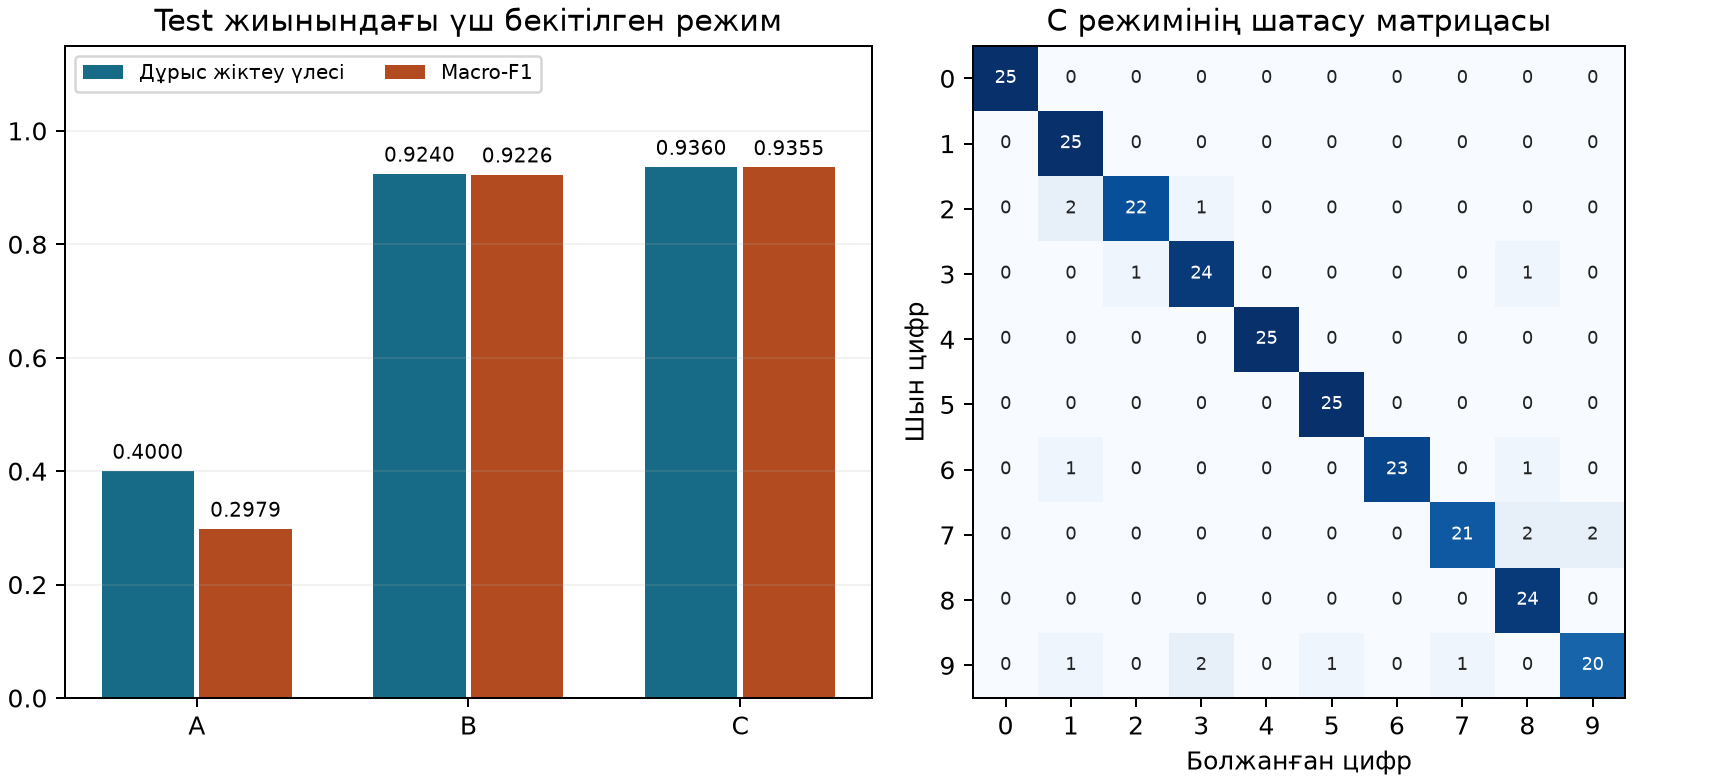 Test жиынындағы үш бекітілген режим
Дұрыс жіктеу үлесі
Macro-F1
1.0
0.8
0.6
0.4
0.2
0.0
0.4000
0.2979
0.9240
0.9226
0.9360
0.9355
A
B
C
C режимінің шатасу матрицасы
Шын цифр
0 25 0 0 0 0 0 0 0 0 0
1 0 25 0 0 0 0 0 0 0 0
2 0 2 22 1 0 0 0 0 0 0
3 0 0 1 24 0 0 0 0 1 0
4 0 0 0 0 25 0 0 0 0 0
5 0 0 0 0 0 25 0 0 0 0
6 0 1 0 0 0 0 23 0 1 0
7 0 0 0 0 0 0 0 21 2 2
8 0 0 0 0 0 0 0 0 24 0
9 0 1 0 2 0 1 0 1 0 20
0 1 2 3 4 5 6 7 8 9
Болжанған цифр